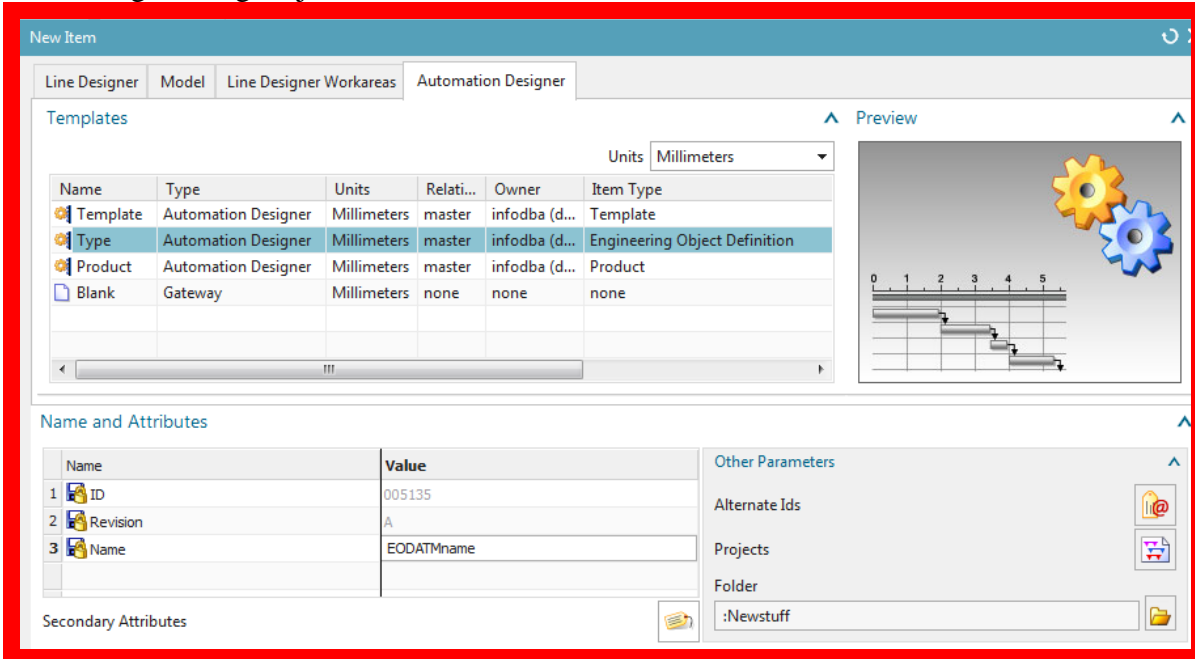 New Item
Line Designer Model Line Designer Workareas Automation Designer
Templates Preview
Units Millimeters
Name Type Units Relati... Owner Item Type
Template Automation Designer Millimeters master infodba (d... Template
Type Automation Designer Millimeters master infodba (d... Engineering Object Definition
Product Automation Designer Millimeters master infodba (d... Product
Blank Gateway Millimeters none none none
0 1 2 3 4 5
Name and Attributes
Name Value
1 ID 005135
2 Revision A
3 Name EODATMname
Secondary Attributes
Other Parameters
Alternate Ids
Projects
Folder
:Newstuff